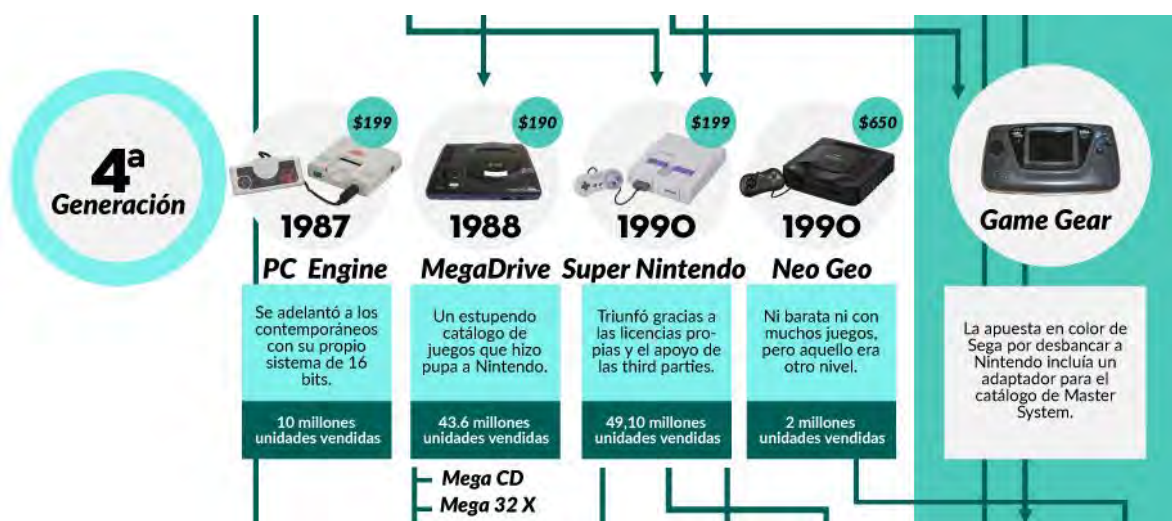 4ª
Generación
$199
1987
PC Engine
Se adelantó a los
contemporáneos
con su propio
sistema de 16
bits.
10 millones
unidades vendidas
$190
1988
MegaDrive
Un estupendo
catálogo de
juegos que hizo
pupa a Nintendo.
43.6 millones
unidades vendidas
Mega CD
Mega 32 X
$199
1990
Super Nintendo
Triunfó gracias a
las licencias pro-
pias y el apoyo de
las third parties.
49,10 millones
unidades vendidas
$650
1990
Neo Geo
Ni barata ni con
muchos juegos,
pero aquello era
otro nivel.
2 millones
unidades vendidas
Game Gear
La apuesta en color de
Sega por desbancar a
Nintendo incluía un
adaptador para el
catálogo de Master
System.